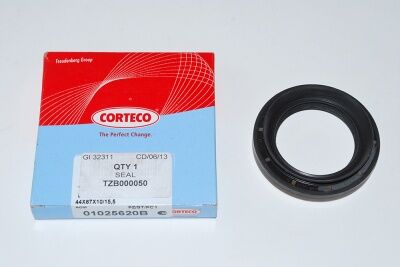 Freudenberg Group
CORTECO
The Perfect Change.
GI 32311 CD/06/13
QTY 1
SEAL
TZB000050
L
44X67X10/15,5
01025620B
CORTECO